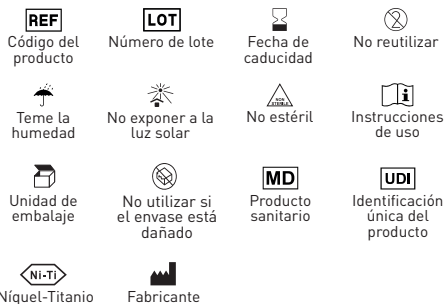 REF
LOT
Código del
producto
Número de lote
Fecha de
caducidad
No reutilizar
NON
STERILE
Teme la
humedad
No exponer a la
luz solar
No estéril
Instrucciones
de uso
MD
UDI
Unidad de
embalaje
No utilizar si
el envase está
dañado
Producto
sanitario
Identificación
única del
producto
Ni-Ti
Níquel-Titanio
Fabricante